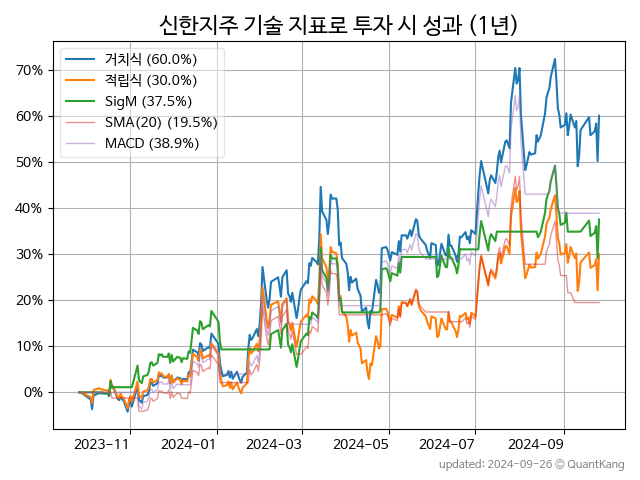 신한지주 기술 지표로 투자 시 성과 (1년)
거치식 (60.0%)
적립식 (30.0%)
SigM (37.5%)
SMA(20) (19.5%)
MACD (38.9%)
70%
60%
50%
40%
30%
20%
10%
0%
2023-11 2024-01 2024-03 2024-05 2024-07 2024-09
updated: 2024-09-26 © QuantKang